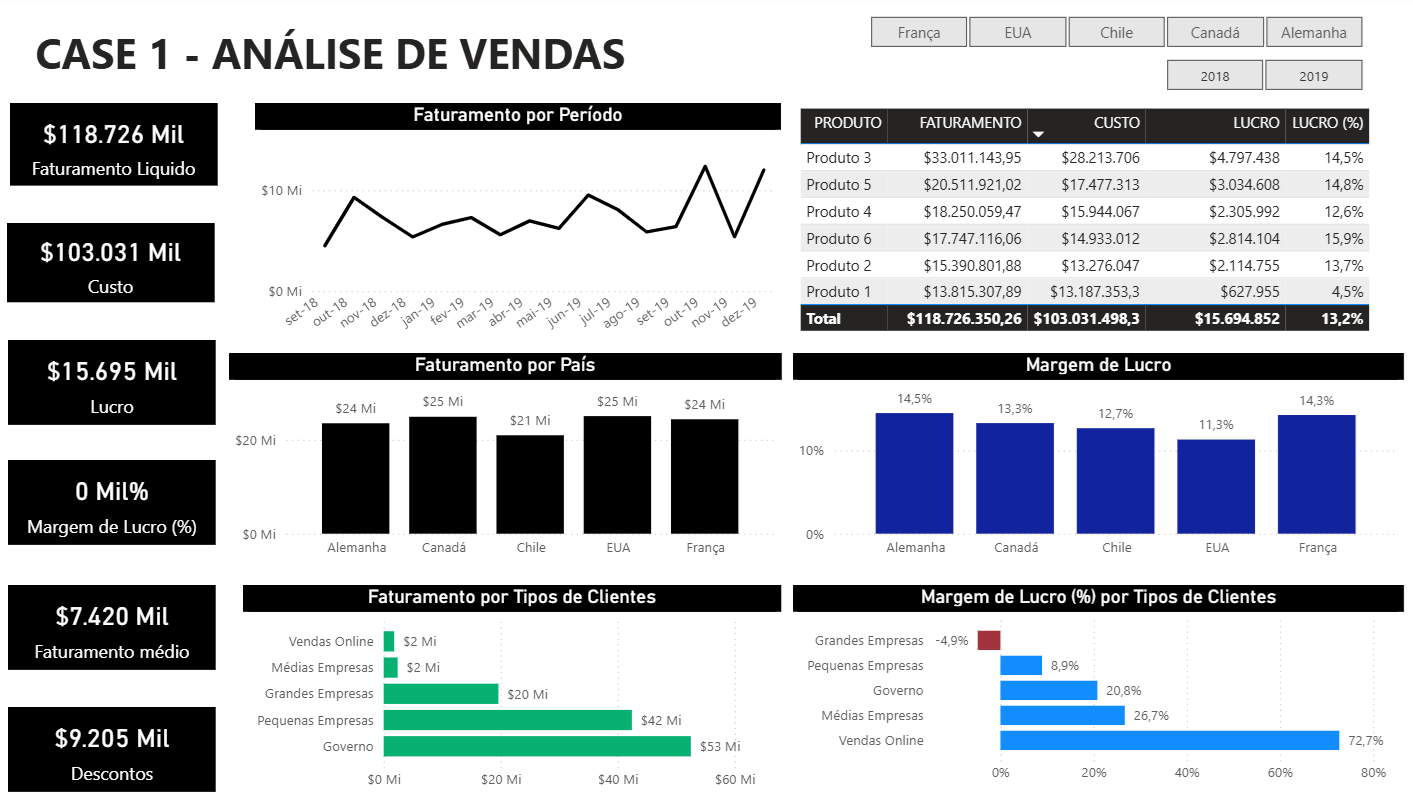 CASE 1 - ANÁLISE DE VENDAS
França EUA Chile Canadá Alemanha
2018 2019
$118.726 Mil
Faturamento Liquido
$103.031 Mil
Custo
$15.695 Mil
Lucro
0 Mil%
Margem de Lucro (%)
$7.420 Mil
Faturamento médio
$9.205 Mil
Descontos
Faturamento por Período
$10 Mi
$0 Mi
set-18 out-18 nov-18 dez-18 jan-19 fev-19 mar-19 abr-19 mai-19 jun-19 jul-19 ago-19 set-19 out-19 nov-19 dez-19
PRODUTO FATURAMENTO CUSTO LUCRO LUCRO (%)
Produto 3 $33.011.143,95 $28.213.706 $4.797.438 14,5%
Produto 5 $20.511.921,02 $17.477.313 $3.034.608 14,8%
Produto 4 $18.250.059,47 $15.944.067 $2.305.992 12,6%
Produto 6 $17.747.116,06 $14.933.012 $2.814.104 15,9%
Produto 2 $15.390.801,88 $13.276.047 $2.114.755 13,7%
Produto 1 $13.815.307,89 $13.187.353,3 $627.955 4,5%
Total $118.726.350,26 $103.031.498,3 $15.694.852 13,2%
Faturamento por País
$24 Mi $25 Mi $21 Mi $25 Mi $24 Mi
$20 Mi
$0 Mi
Alemanha Canadá Chile EUA França
Margem de Lucro
14,5% 13,3% 12,7% 11,3% 14,3%
10%
0%
Alemanha Canadá Chile EUA França
Faturamento por Tipos de Clientes
Vendas Online $2 Mi
Médias Empresas $2 Mi
Grandes Empresas $20 Mi
Pequenas Empresas $42 Mi
Governo $53 Mi
$0 Mi $20 Mi $40 Mi $60 Mi
Margem de Lucro (%) por Tipos de Clientes
Grandes Empresas -4,9%
Pequenas Empresas 8,9%
Governo 20,8%
Médias Empresas 26,7%
Vendas Online 72,7%
0% 20% 40% 60% 80%